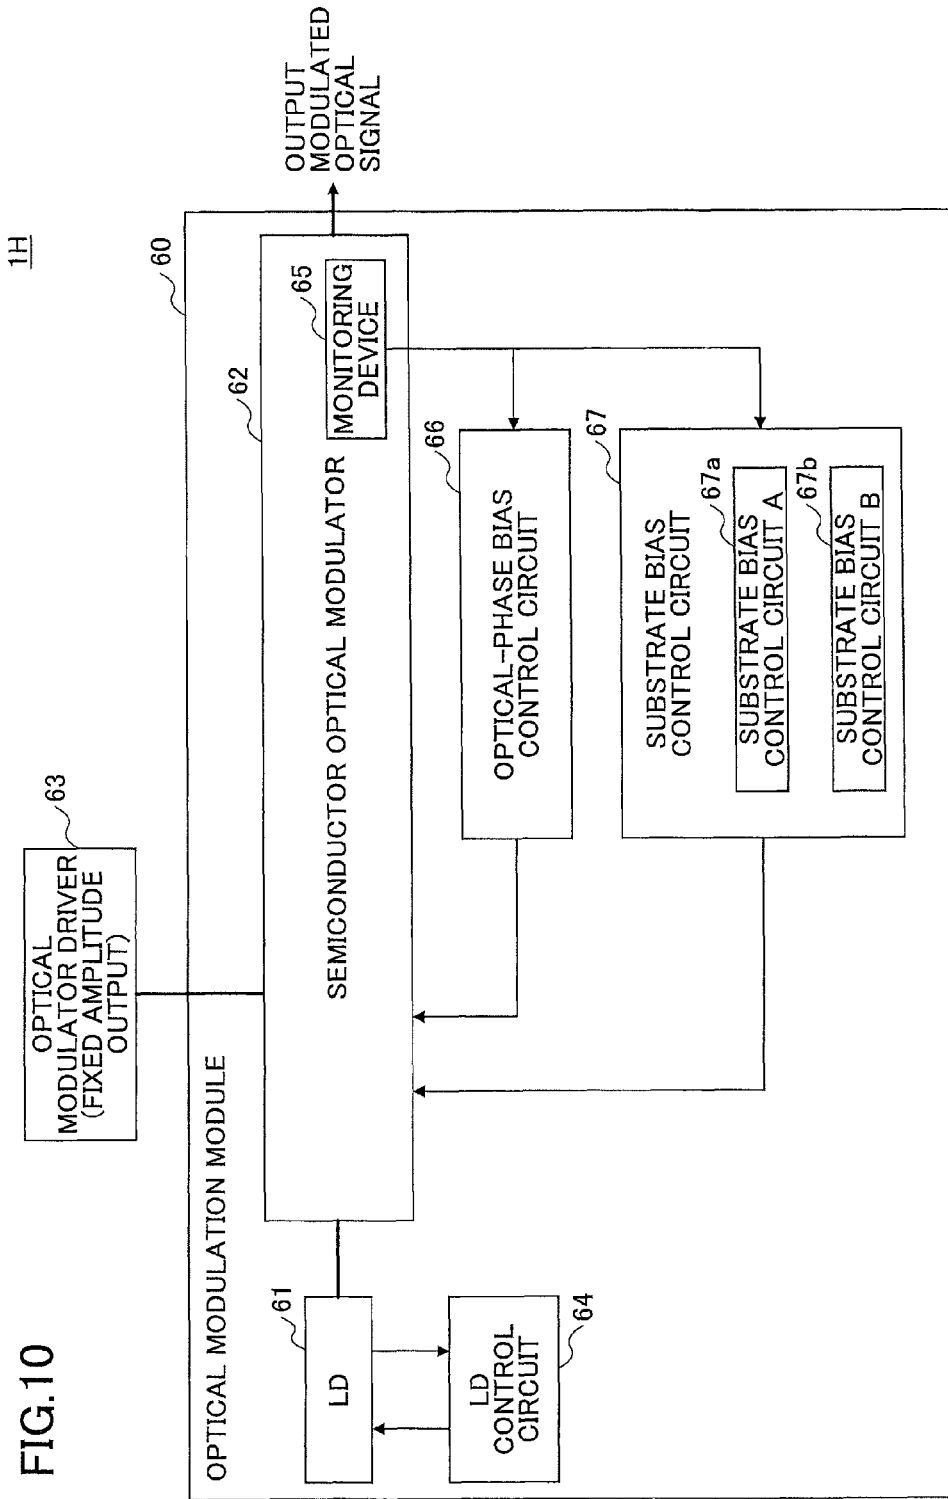 FIG.10
1H
OPTICAL
MODULATOR DRIVER
(FIXED AMPLITUDE
OUTPUT)
63
OPTICAL MODULATION MODULE
60
62
SEMICONDUCTOR OPTICAL MODULATOR
65
MONITORING
DEVICE
OUTPUT
MODULATED
OPTICAL
SIGNAL
61
LD
LD
CONTROL
CIRCUIT
64
66
OPTICAL-PHASE BIAS
CONTROL CIRCUIT
67
SUBSTRATE BIAS
CONTROL CIRCUIT
67a
SUBSTRATE BIAS
CONTROL CIRCUIT A
67b
SUBSTRATE BIAS
CONTROL CIRCUIT B